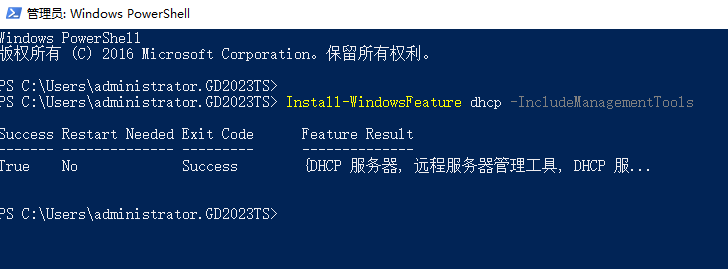 管理员: Windows PowerShell
Windows PowerShell
版权所有 (C) 2016 Microsoft Corporation。保留所有权利。
PS C:\Users\administrator.GD2023TS>
PS C:\Users\administrator.GD2023TS> Install-WindowsFeature dhcp -IncludeManagementTools
Success Restart Needed Exit Code      Feature Result
------- -------------- ---------      --------------
True    No             Success        {DHCP 服务器, 远程服务器管理工具, DHCP 服...
PS C:\Users\administrator.GD2023TS>